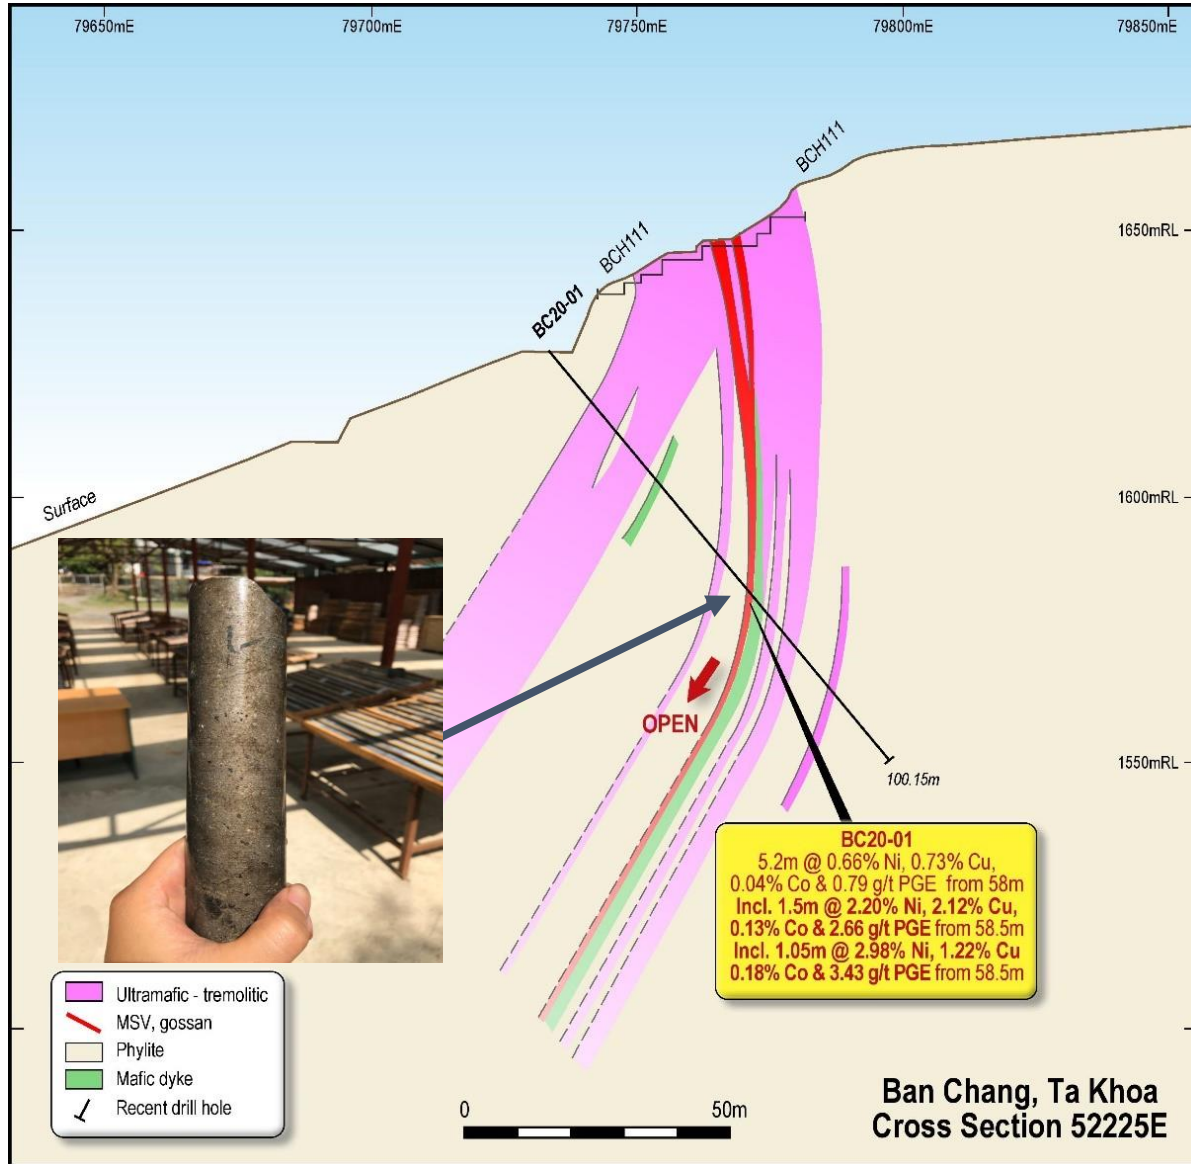 79650mE
79700mE
79750mE
79800mE
79850mE
BCH111
BCH111
BC20-01
1650mRL
Surface
1600mRL
OPEN
1550mRL
100.15m
BC20-01
5.2m @ 0.66% Ni, 0.73% Cu,
0.04% Co & 0.79 g/t PGE from 58m
Incl. 1.5m @ 2.20% Ni, 2.12% Cu,
0.13% Co & 2.66 g/t PGE from 58.5m
Incl. 1.05m @ 2.98% Ni, 1.22% Cu
0.18% Co & 3.43 g/t PGE from 58.5m
Ultramafic - tremolitic
MSV, gossan
Phylite
Mafic dyke
Recent drill hole
0
50m
Ban Chang, Ta Khoa
Cross Section 52225E